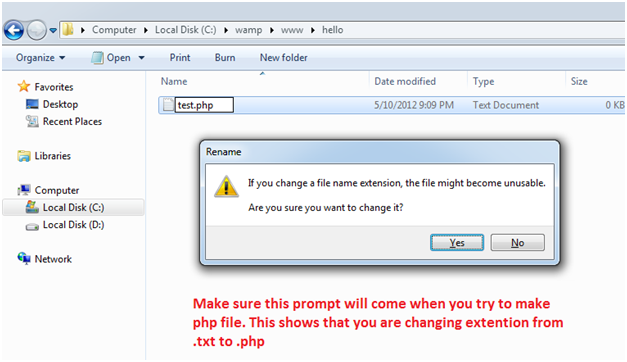 Computer Local Disk (C:) wamp www hello
Organize Open Print Burn New folder
Name Date modified Type Size
test.php 5/10/2012 9:09 PM Text Document 0 KB
Favorites
Desktop
Recent Places
Libraries
Computer
Local Disk (C:)
Local Disk (D:)
Network
Rename
If you change a file name extension, the file might become unusable.
Are you sure you want to change it?
Yes No
Make sure this prompt will come when you try to make
php file. This shows that you are changing extention from
.txt to .php